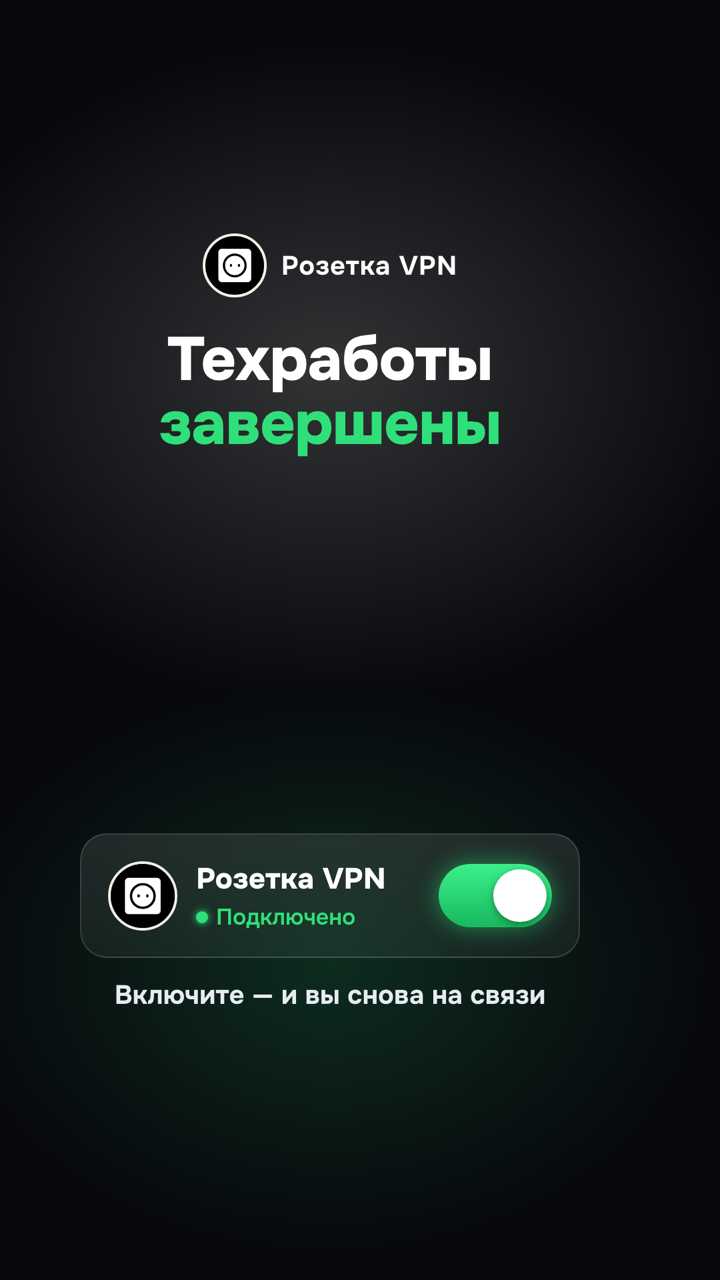 Розетка VPN
Техработы
завершены
Розетка VPN
Подключено
Включите — и вы снова на связи